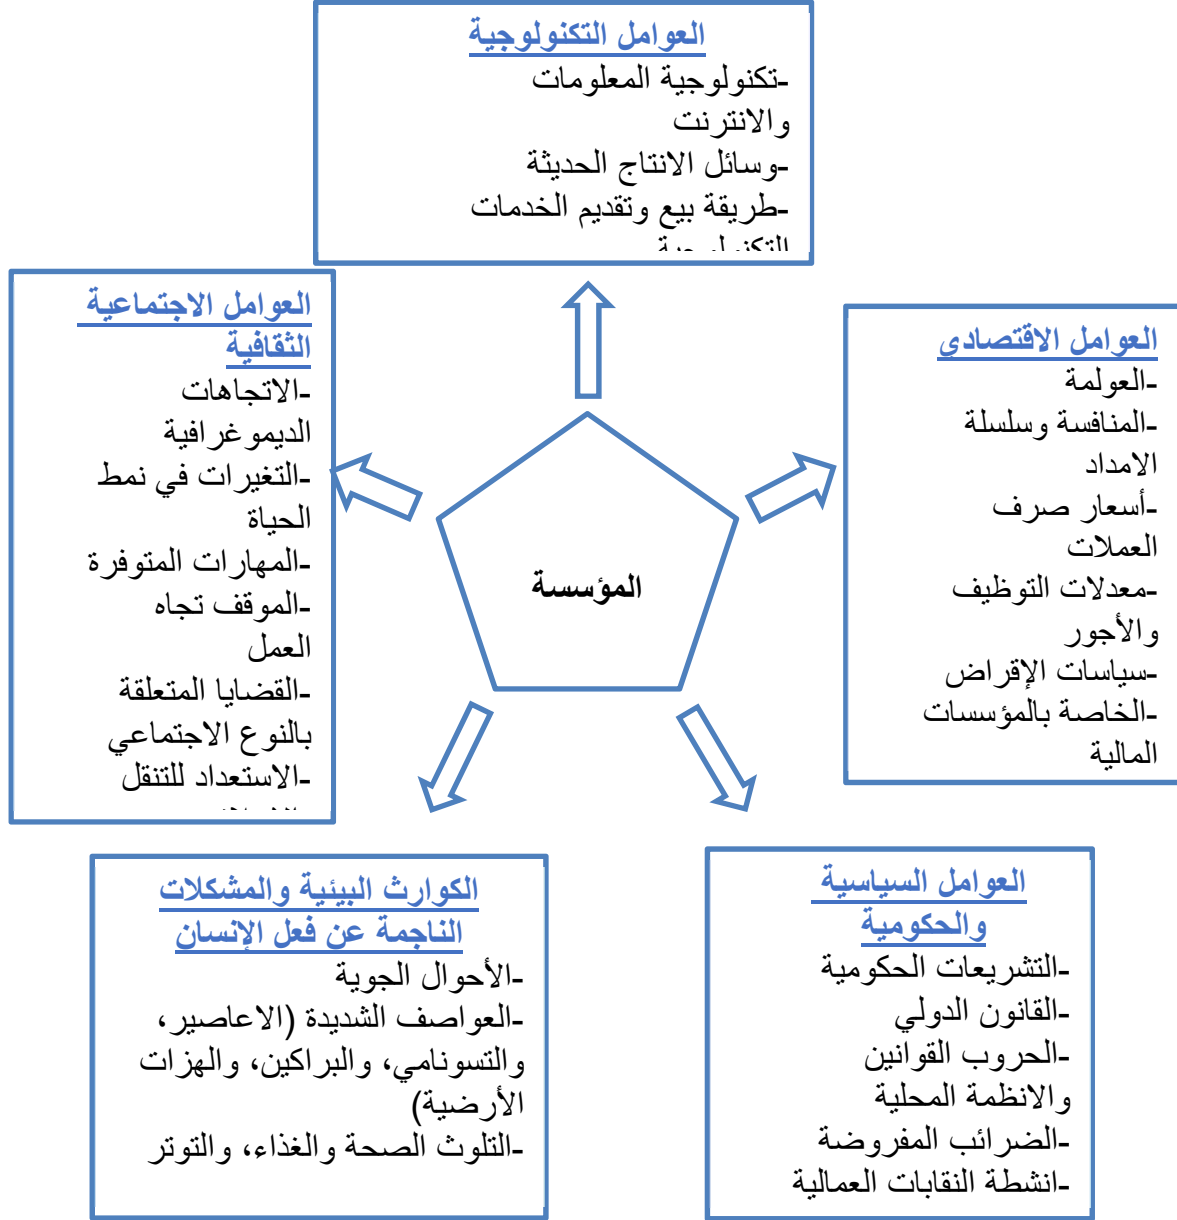 العوامل التكنولوجية
-تكنولوجية المعلومات
والانترنت
-وسائل الانتاج الحديثة
-طريقة بيع وتقديم الخدمات
التكنولوجية
العوامل الاقتصادي
-العولمة
-المنافسة وسلسلة
الامداد
-أسعار صرف
العملات
-معدلات التوظيف
والأجور
-سياسات الإقراض
-الخاصة بالمؤسسات
المالية
العوامل الاجتماعية
الثقافية
-الاتجاهات
الديموغرافية
-التغيرات في نمط
الحياة
-المهارات المتوفرة
-الموقف تجاه
العمل
-القضايا المتعلقة
بالنوع الاجتماعي
-الاستعداد للتنقل
المؤسسة
العوامل السياسية
والحكومية
-التشريعات الحكومية
-القانون الدولي
-الحروب القوانين
والانظمة المحلية
-الضرائب المفروضة
-انشطة النقابات العمالية
الكوارث البيئية والمشكلات
الناجمة عن فعل الإنسان
-الأحوال الجوية
-العواصف الشديدة (الاعاصير،
والتسونامي، والبراكين، والهزات
الأرضية)
-التلوث الصحة والغذاء، والتوتر